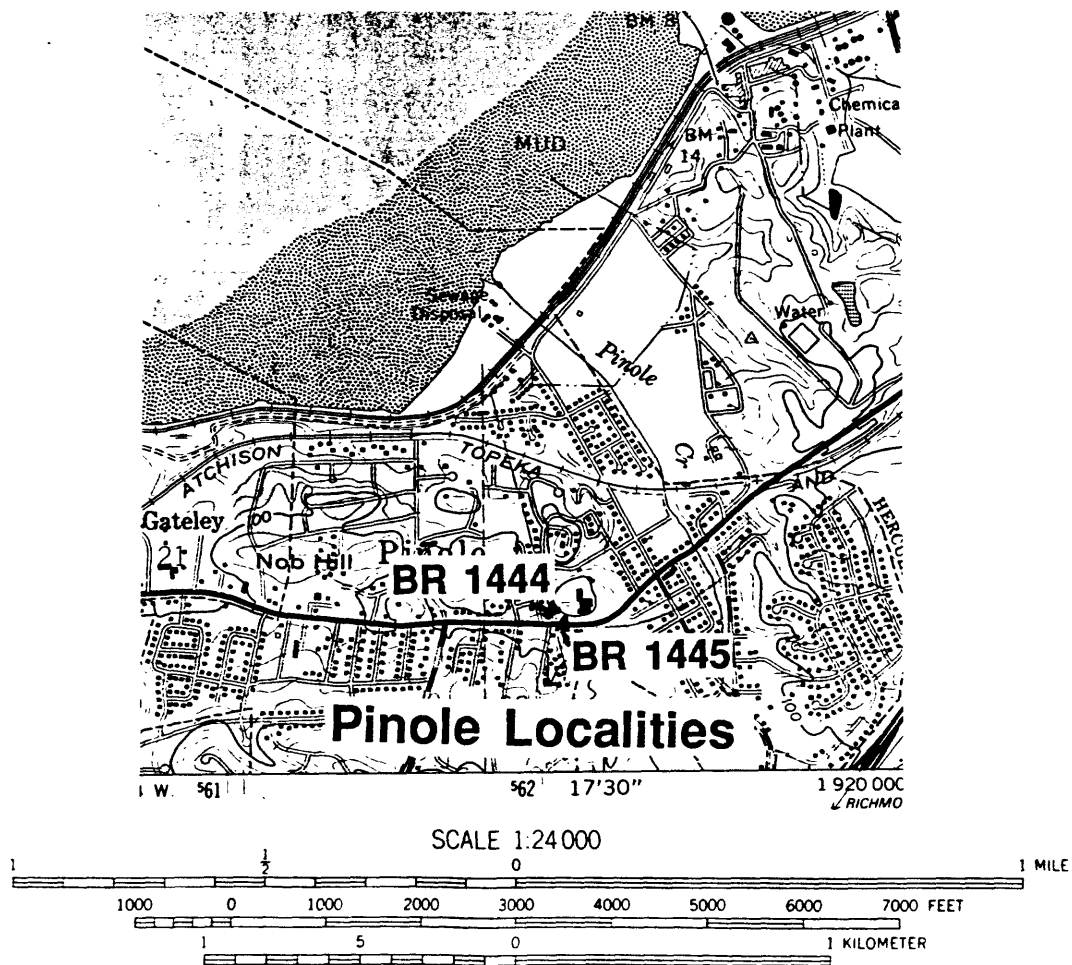 BM 8
Chemica
Plant
MUD
BM
14
Sewage
Disposal
Water
Pinole
Cr
ATCHISON
TOPEKA
AND
HERCUL
Gateley
21
Nob Hill
BR 1444
BR 1445
100
Pinole Localities
W.
561
562
17'30"
1 920 000
RICHMO
SCALE 1:24 000
1 1/2 0 1 MILE
1000 0 1000 2000 3000 4000 5000 6000 7000 FEET
1 5 0 1 KILOMETER